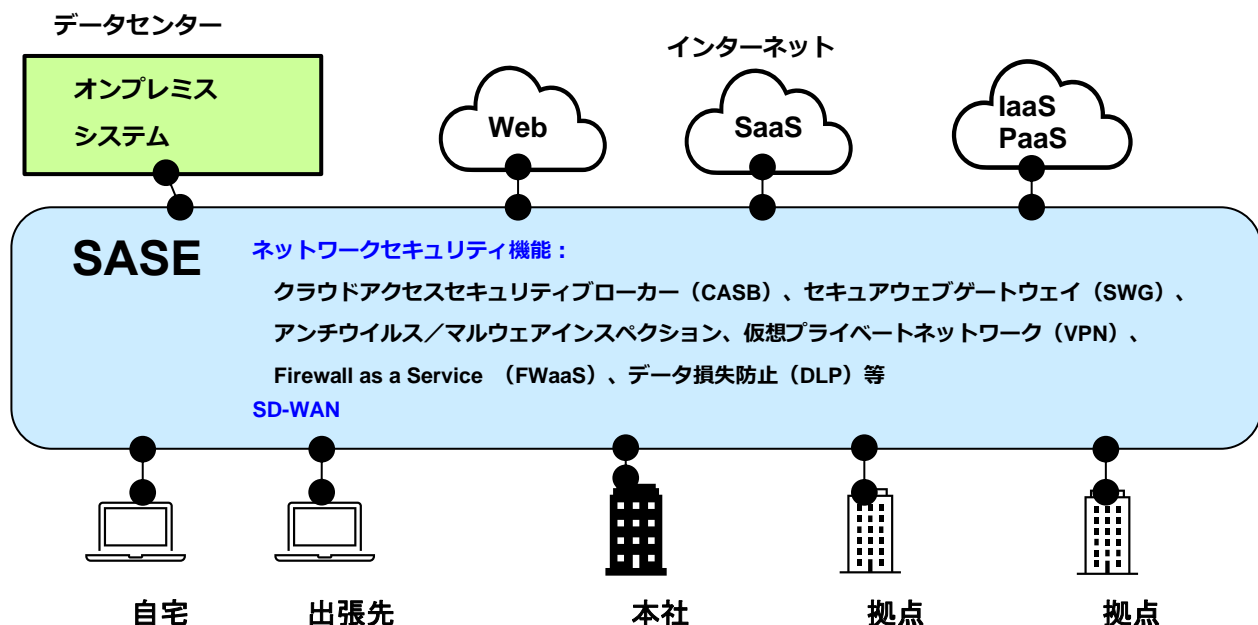 データセンター
インターネット
オンプレミス
システム
Web
SaaS
IaaS
PaaS
SASE
ネットワークセキュリティ機能：
クラウドアクセスセキュリティブローカー（CASB）、セキュアウェブゲートウェイ（SWG）、
アンチウイルス／マルウェアインスペクション、仮想プライベートネットワーク（VPN）、
Firewall as a Service （FWaaS）、データ損失防止（DLP）等
SD-WAN
自宅
出張先
本社
拠点
拠点